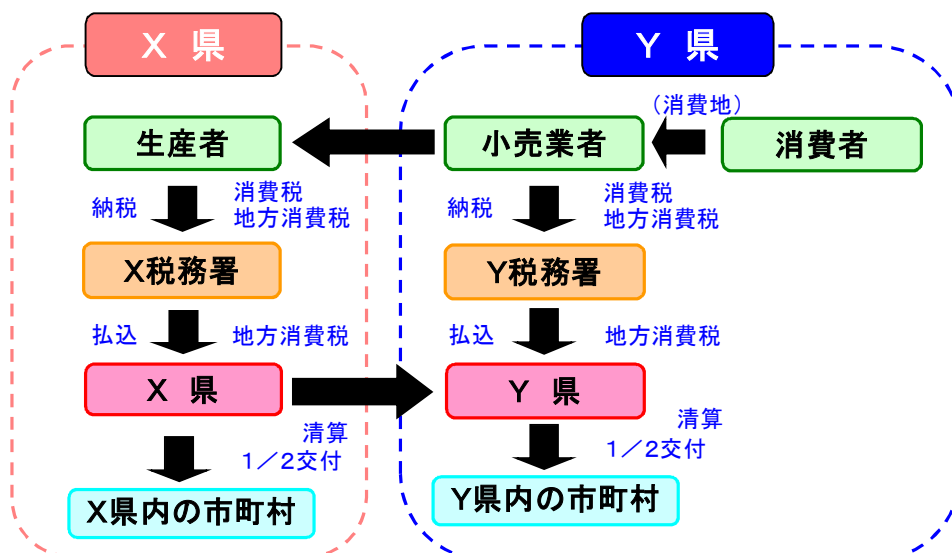 X 県
Y 県
（消費地）
生産者
小売業者
消費者
納税
消費税
地方消費税
納税
消費税
地方消費税
X税務署
Y税務署
払込
地方消費税
払込
地方消費税
X 県
Y 県
清算
1／2交付
清算
1／2交付
X県内の市町村
Y県内の市町村